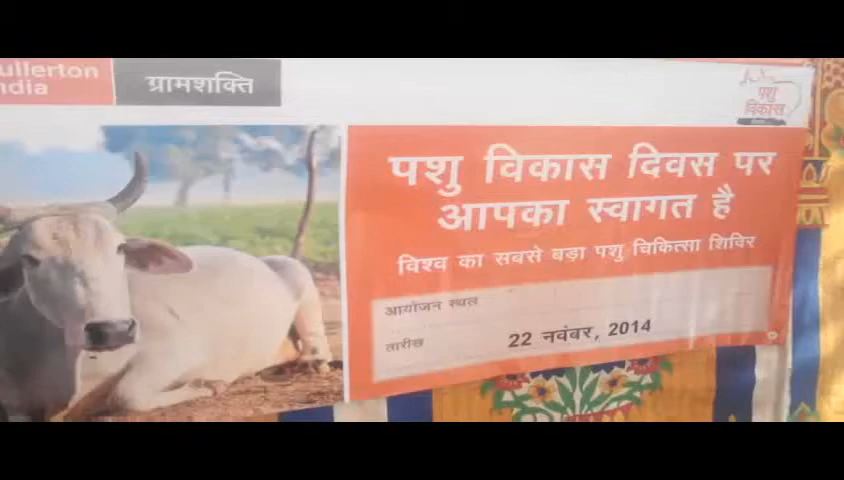 ullerton
ndia
ग्रामशक्ति
पशु
विकास
पशु विकास दिवस पर
आपका स्वागत है
विश्व का सबसे बड़ा पशु चिकित्सा शिविर
आयोजन स्थल
तारीख
22 नवंबर, 2014